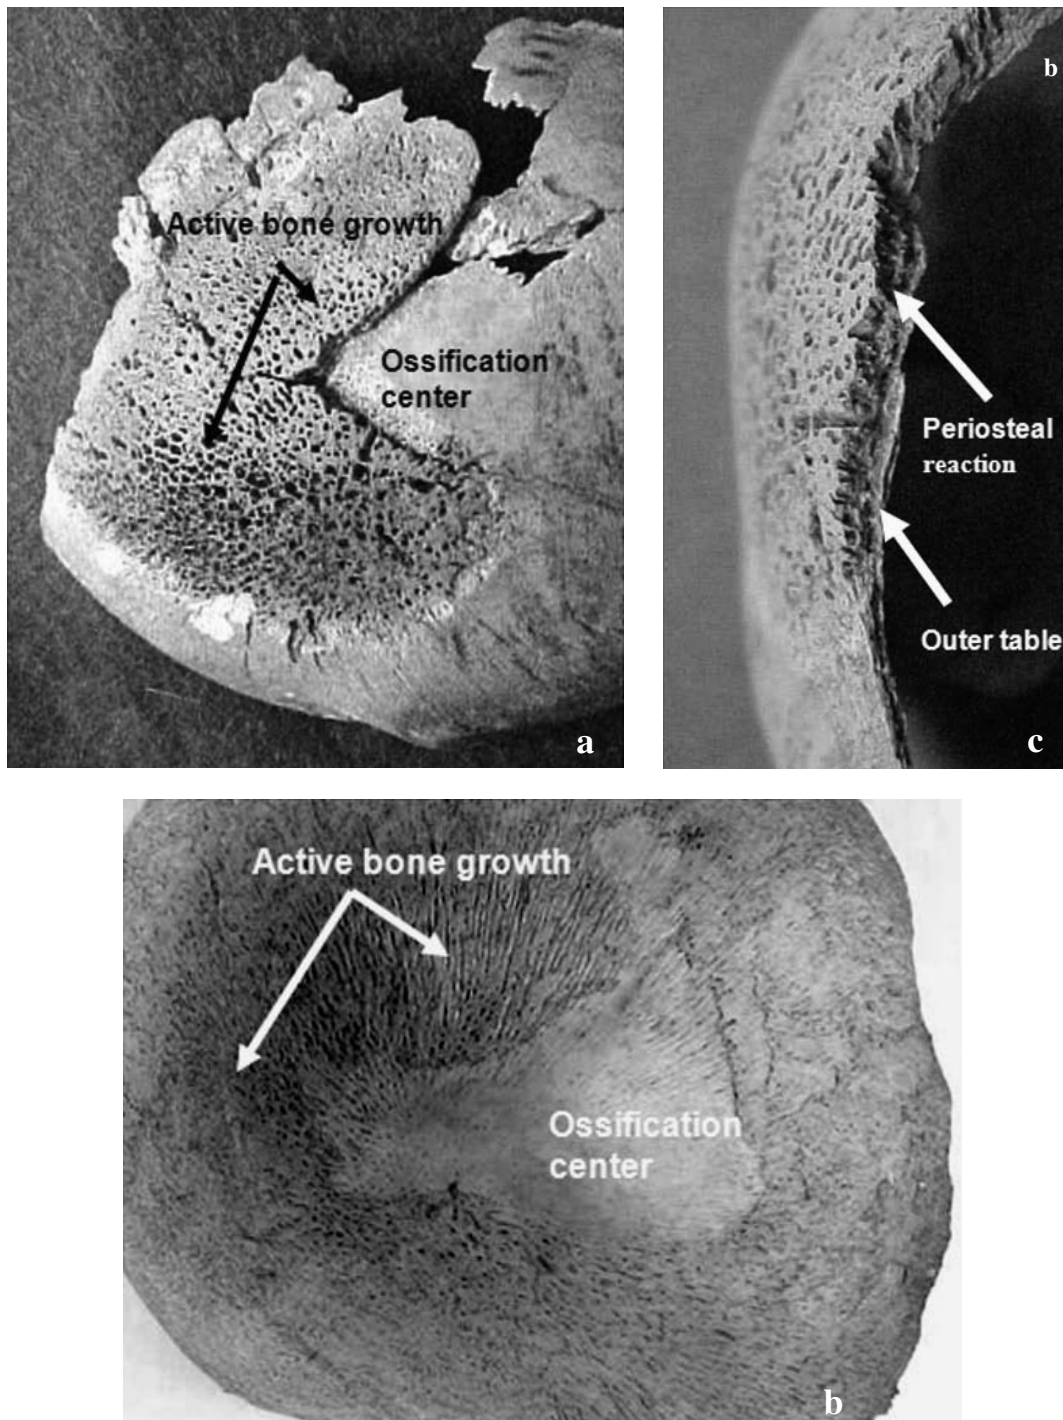 Active bone growth
Ossification
center
a
b
Periosteal
reaction
Outer table
c
Active bone growth
Ossification
center
b